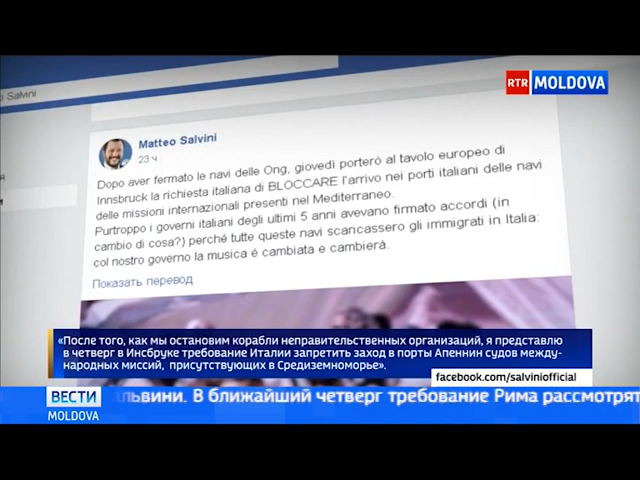 Salvini
RTR MOLDOVA
Matteo Salvini
23 ч
Dopo aver fermato le navi delle Ong, giovedì porterò al tavolo europeo di
Innsbruck la richiesta italiana di BLOCCARE l'arrivo nei porti italiani delle navi
delle missioni internazionali presenti nel Mediterraneo.
Purtroppo i governi italiani degli ultimi 5 anni avevano firmato accordi (in
cambio di cosa?) perché tutte queste navi scaricassero gli immigrati in Italia:
col nostro governo la musica è cambiata e cambierà.
Показать перевод
«После того, как мы остановим корабли неправительственных организаций, я представлю
в четверг в Инсбруке требование Италии запретить заход в порты Апеннин судов между-
народных миссий, присутствующих в Средиземноморье».
facebook.com/salviniofficial
ВЕСТИ
MOLDOVA
львини. В ближайший четверг требование Рима рассмотрят